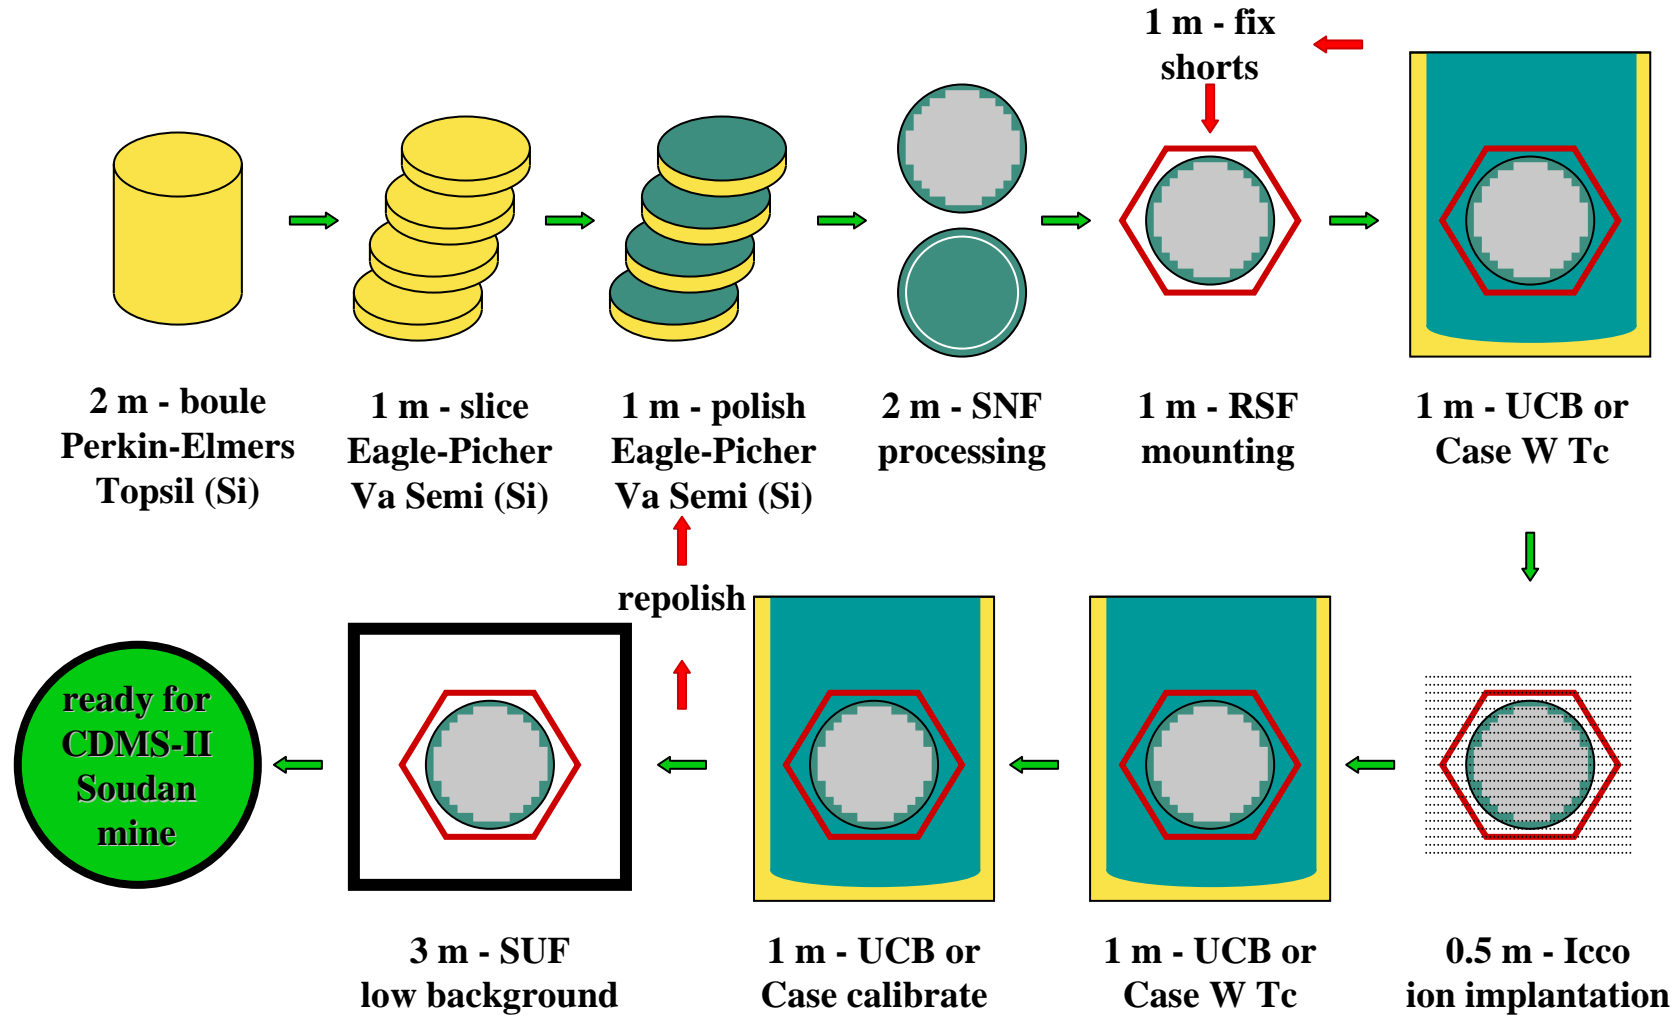 1 m - fix
shorts
2 m - boule
Perkin-Elmers
Topsil (Si)
1 m - slice
Eagle-Picher
Va Semi (Si)
1 m - polish
Eagle-Picher
Va Semi (Si)
2 m - SNF
processing
1 m - RSF
mounting
1 m - UCB or
Case W Tc
repolish
ready for
CDMS-II
Soudan
mine
3 m - SUF
low background
1 m - UCB or
Case calibrate
1 m - UCB or
Case W Tc
0.5 m - Icco
ion implantation